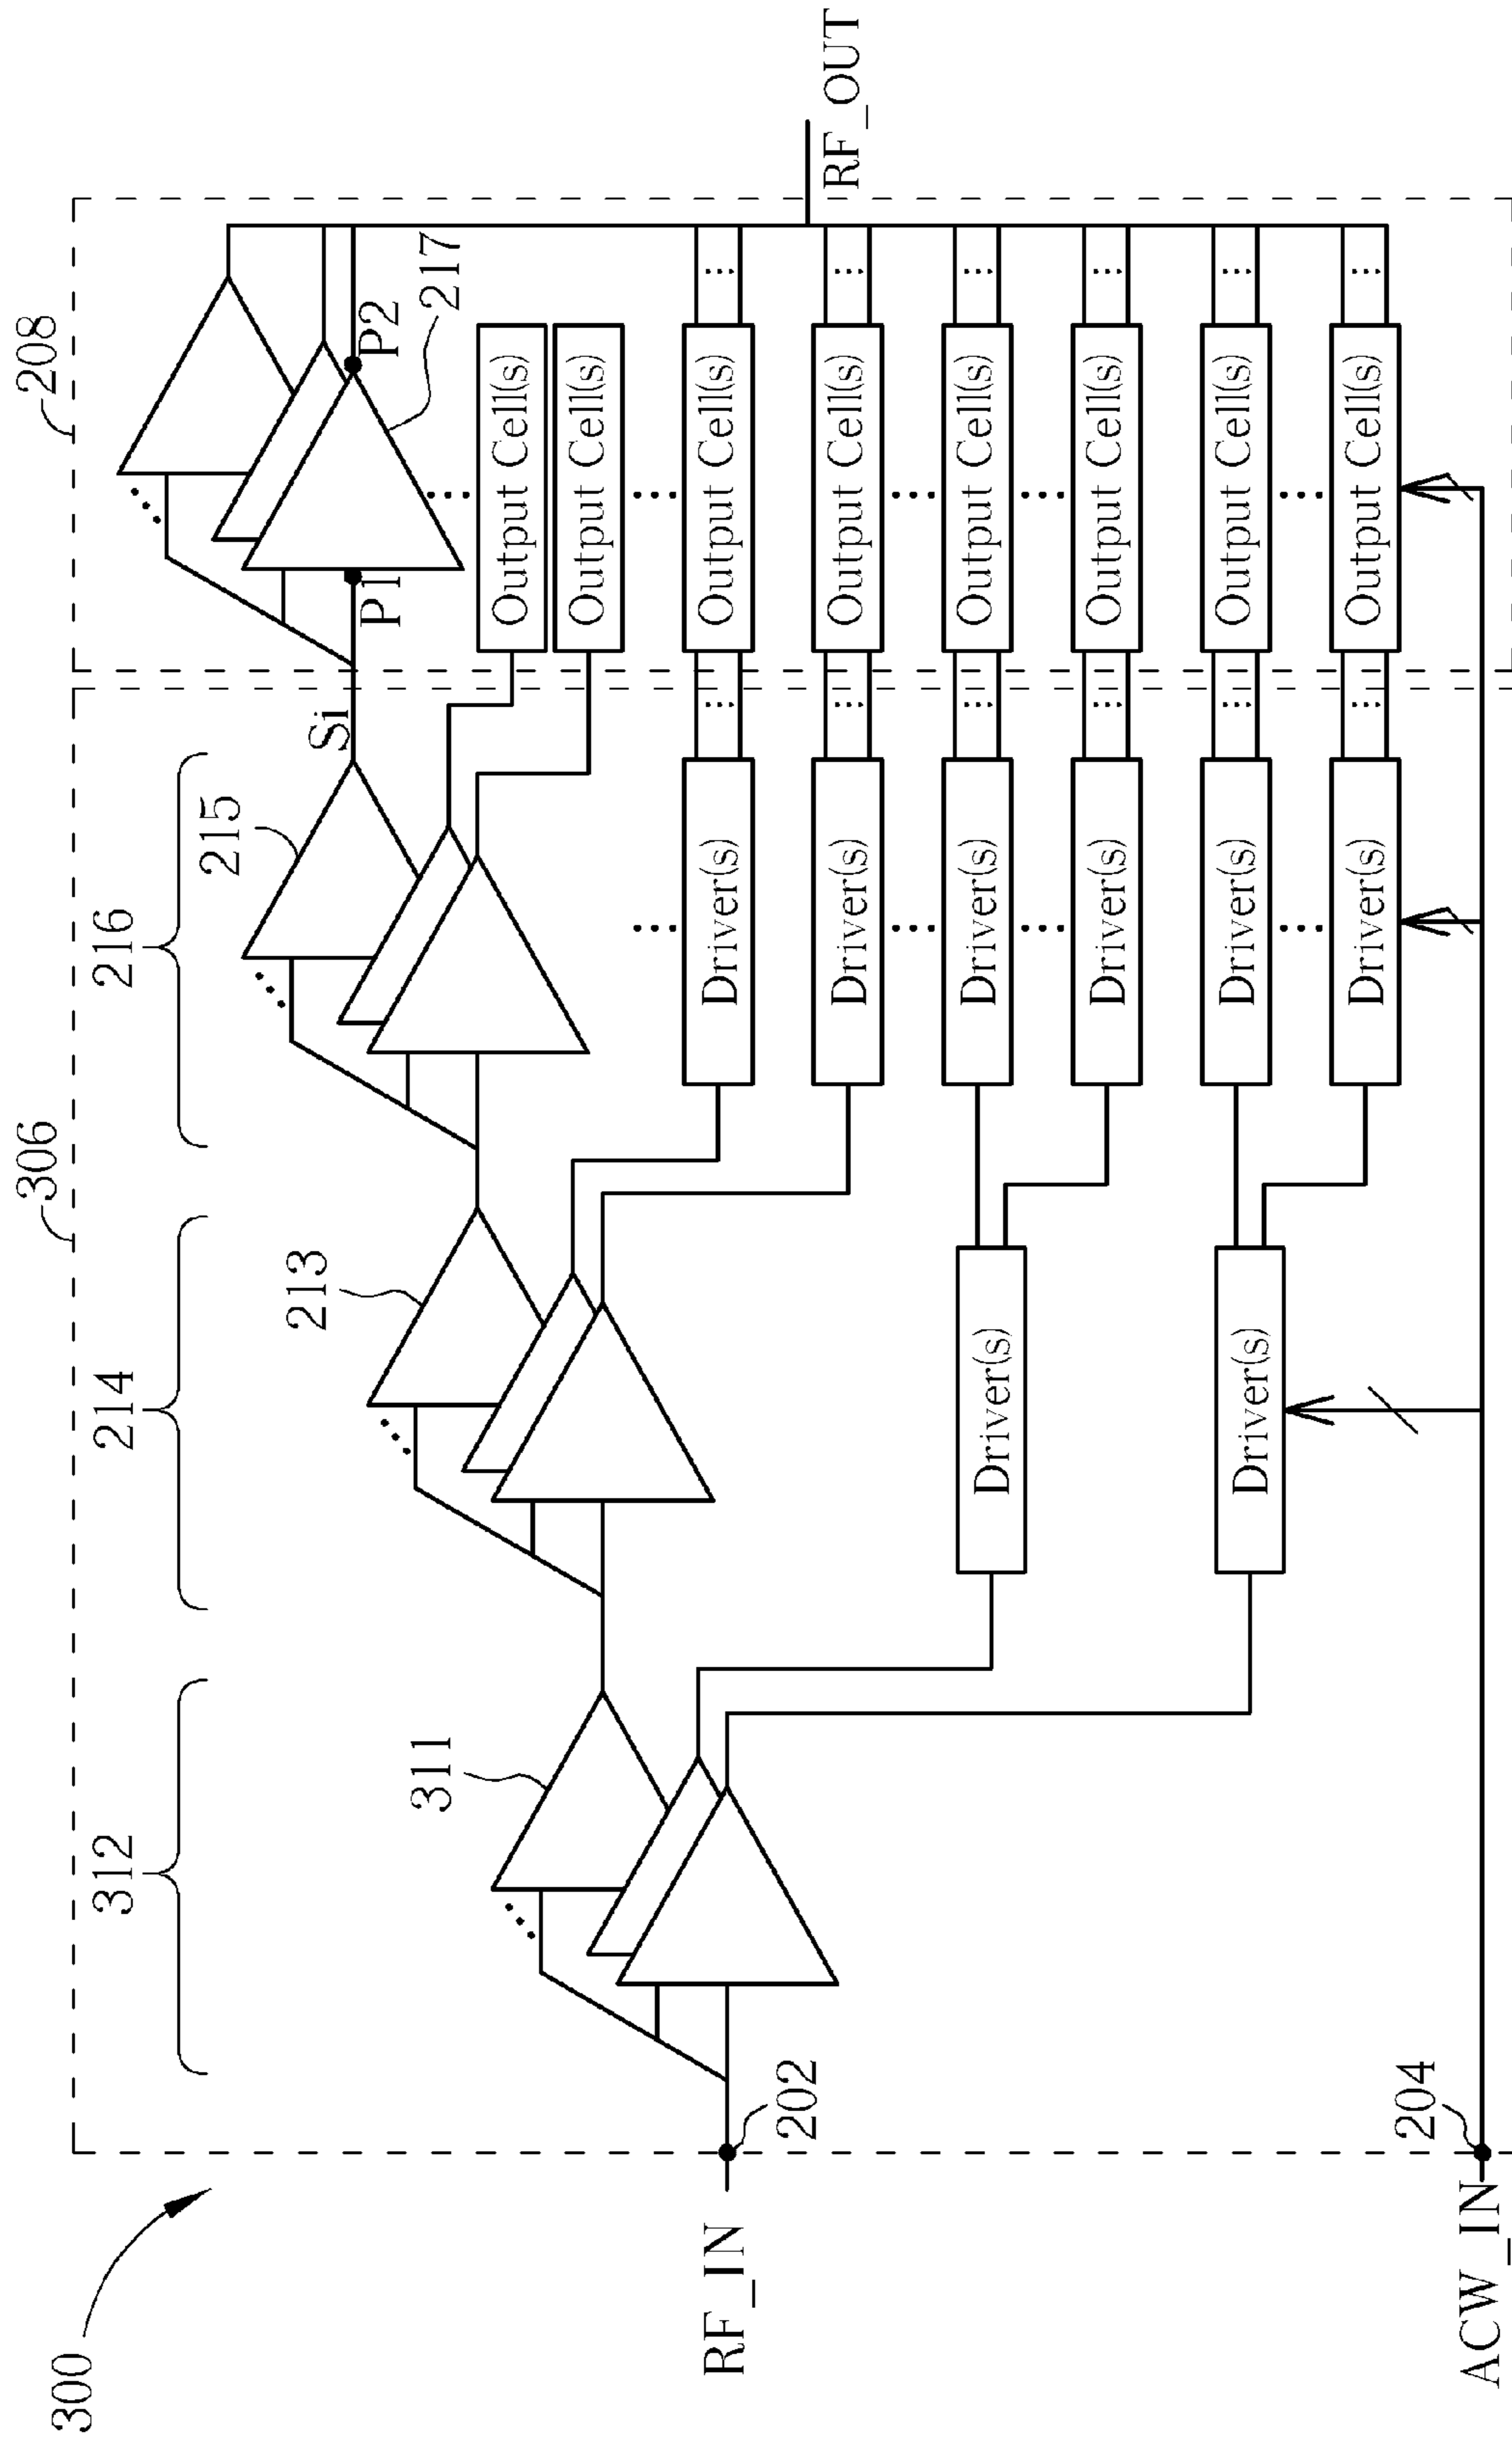 300
306
208
312
214
216
311
213
215
Si
P1
P2
217
RF_IN
202
RF_OUT
Output Cell(s)
Output Cell(s)
Driver(s)
Output Cell(s)
Driver(s)
Output Cell(s)
Driver(s)
Driver(s)
Output Cell(s)
Driver(s)
Output Cell(s)
Driver(s)
Driver(s)
Output Cell(s)
Driver(s)
Output Cell(s)
ACW_IN
204